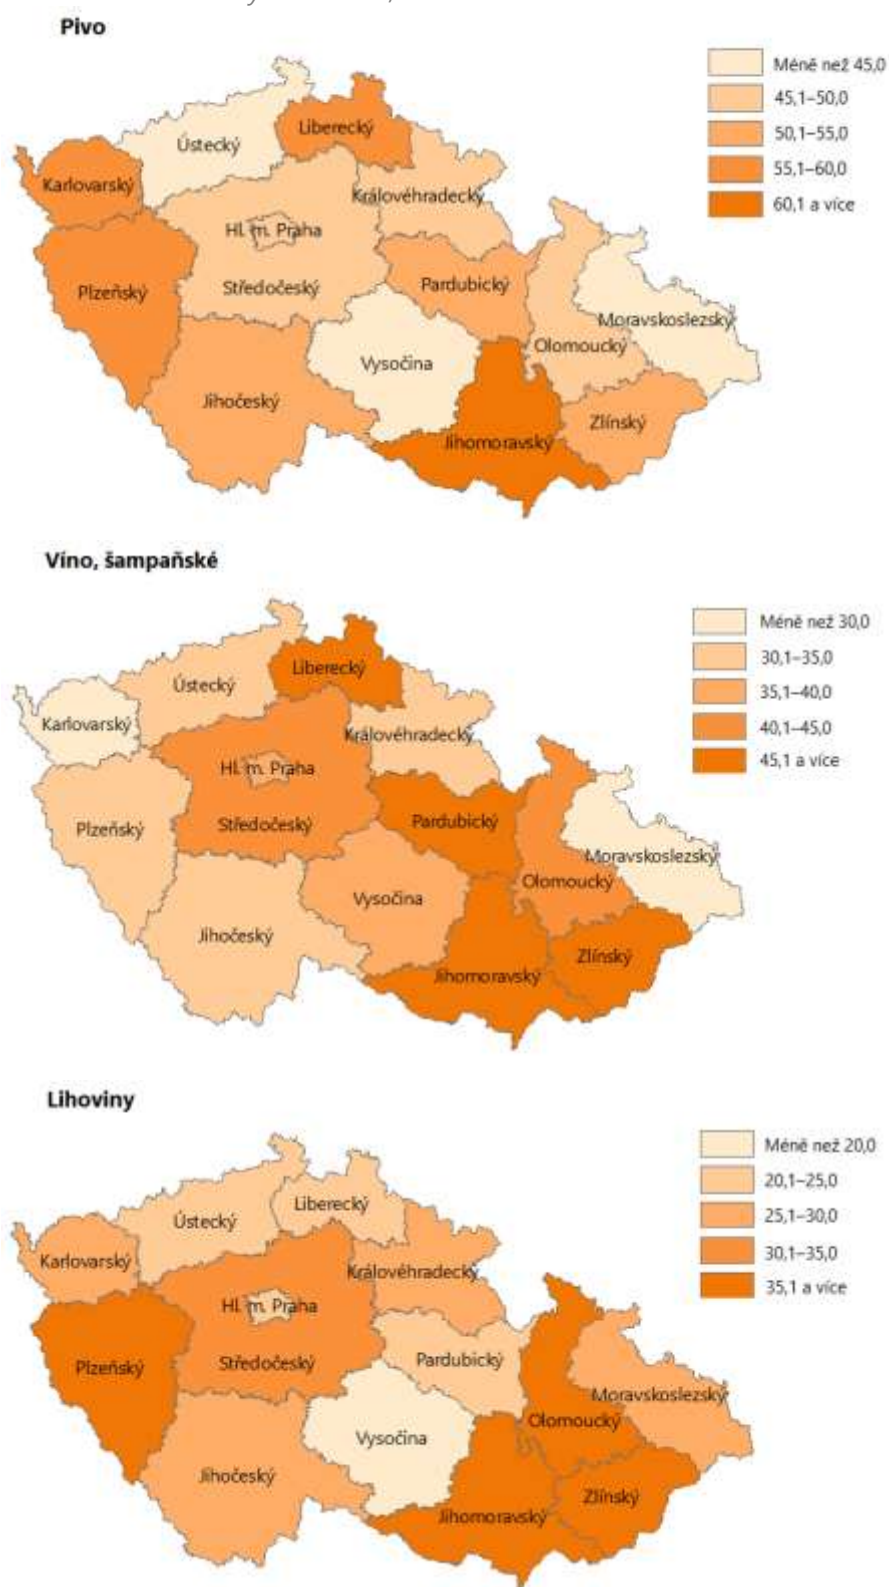 Pivo
Méně než 45,0
45,1–50,0
50,1–55,0
55,1–60,0
60,1 a více
Liberecký
Ústecký
Karlovarský
Královéhradecký
Hl. m. Praha
Plzeňský
Středočeský
Pardubický
Moravskoslezský
Olomoucký
Vysočina
Jihočeský
Zlínský
Jihomoravský
Víno, šampaňské
Méně než 30,0
30,1–35,0
35,1–40,0
40,1–45,0
45,1 a více
Liberecký
Ústecký
Karlovarský
Královéhradecký
Hl. m. Praha
Plzeňský
Středočeský
Pardubický
Moravskoslezský
Olomoucký
Vysočina
Jihočeský
Zlínský
Jihomoravský
Lihoviny
Méně než 20,0
20,1–25,0
25,1–30,0
30,1–35,0
35,1 a více
Liberecký
Ústecký
Karlovarský
Královéhradecký
Hl. m. Praha
Plzeňský
Středočeský
Pardubický
Moravskoslezský
Olomoucký
Vysočina
Jihočeský
Zlínský
Jihomoravský